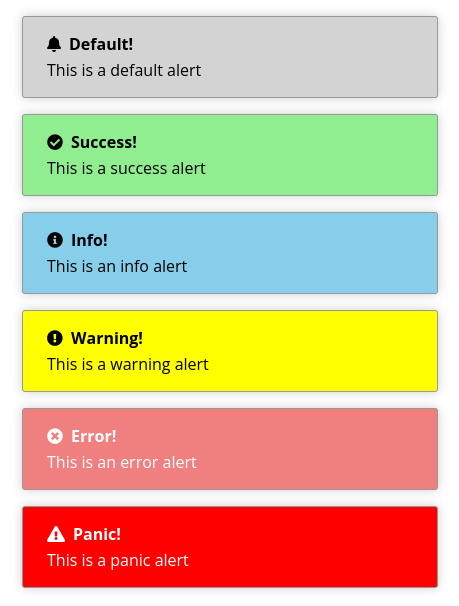 Default!
This is a default alert
Success!
This is a success alert
Info!
This is an info alert
Warning!
This is a warning alert
Error!
This is an error alert
Panic!
This is a panic alert